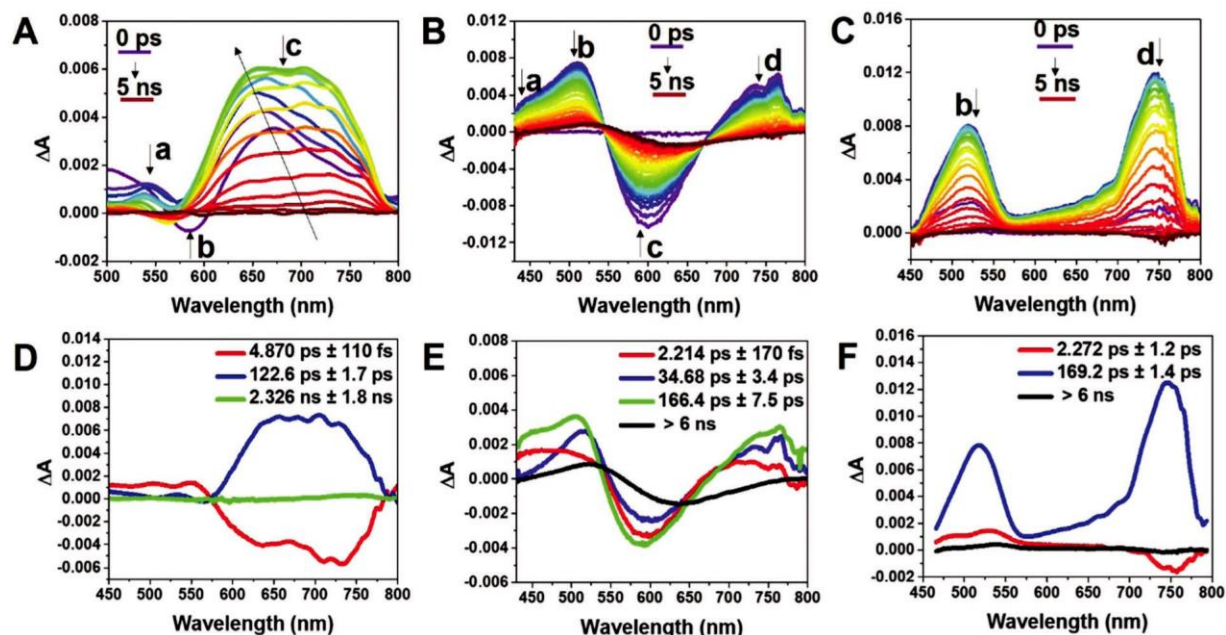 A
0 ps
5 ns
a
b
c
ΔA
0.008
0.006
0.004
0.002
0.000
-0.002
500 550 600 650 700 750 800
Wavelength (nm)
B
0 ps
5 ns
a
b
c
d
ΔA
0.012
0.008
0.004
0.000
-0.004
-0.008
-0.012
450 500 550 600 650 700 750 800
Wavelength (nm)
C
0 ps
5 ns
b
d
ΔA
0.016
0.012
0.008
0.004
0.000
450 500 550 600 650 700 750 800
Wavelength (nm)
D
4.870 ps ± 110 fs
122.6 ps ± 1.7 ps
2.326 ns ± 1.8 ns
ΔA
0.014
0.012
0.010
0.008
0.006
0.004
0.002
0.000
-0.002
-0.004
-0.006
450 500 550 600 650 700 750 800
Wavelength (nm)
E
2.214 ps ± 170 fs
34.68 ps ± 3.4 ps
166.4 ps ± 7.5 ps
> 6 ns
ΔA
0.008
0.006
0.004
0.002
0.000
-0.002
-0.004
-0.006
450 500 550 600 650 700 750 800
Wavelength (nm)
F
2.272 ps ± 1.2 ps
169.2 ps ± 1.4 ps
> 6 ns
ΔA
0.016
0.014
0.012
0.010
0.008
0.006
0.004
0.002
0.000
-0.002
450 500 550 600 650 700 750 800
Wavelength (nm)